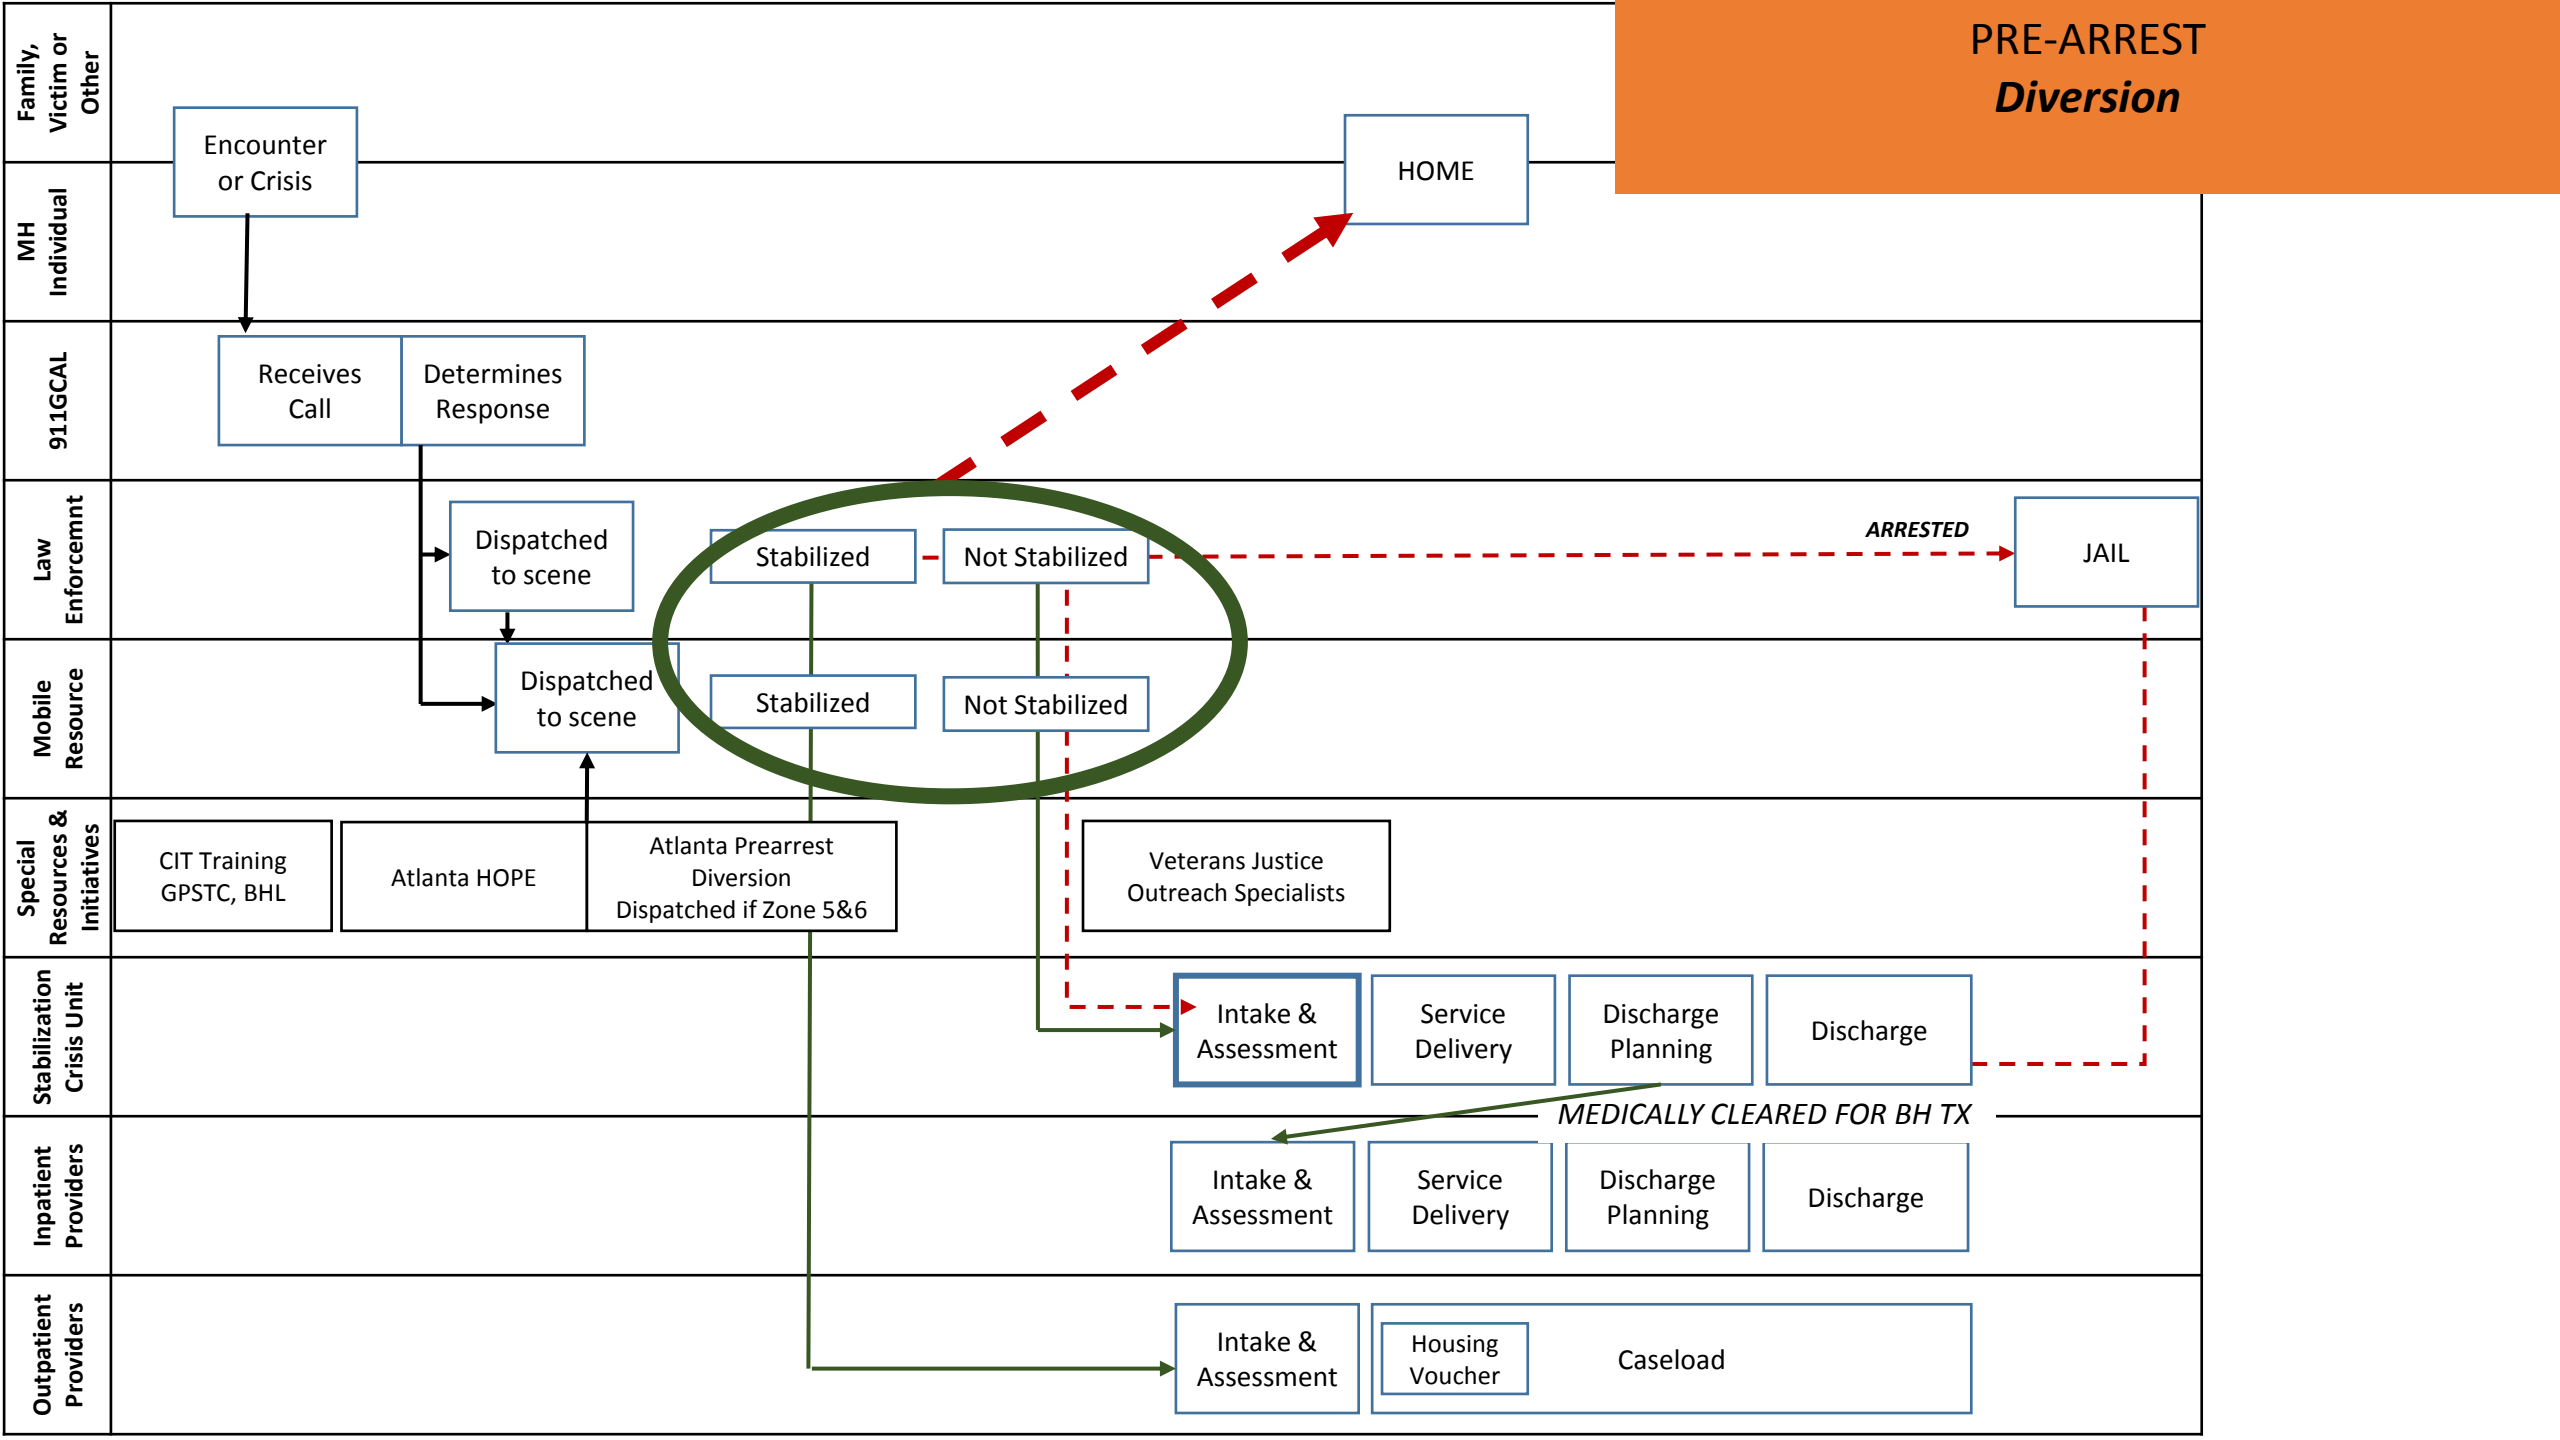 PRE-ARREST
Diversion
Family,
Victim or
Other
Encounter
or Crisis
HOME
MH
Individual
911GCAL
Receives
Call
Determines
Response
Law
Enforcemnt
Dispatched
to scene
Stabilized
Not Stabilized
ARRESTED
JAIL
Mobile
Resource
Dispatched
to scene
Stabilized
Not Stabilized
Special
Resources &
Initiatives
CIT Training
GPSTC, BHL
Atlanta HOPE
Atlanta Prearrest
Diversion
Dispatched if Zone 5&6
Veterans Justice
Outreach Specialists
Stabilization
Crisis Unit
Intake &
Assessment
Service
Delivery
Discharge
Planning
Discharge
MEDICALLY CLEARED FOR BH TX
Inpatient
Providers
Intake &
Assessment
Service
Delivery
Discharge
Planning
Discharge
Outpatient
Providers
Intake &
Assessment
Housing
Voucher
Caseload